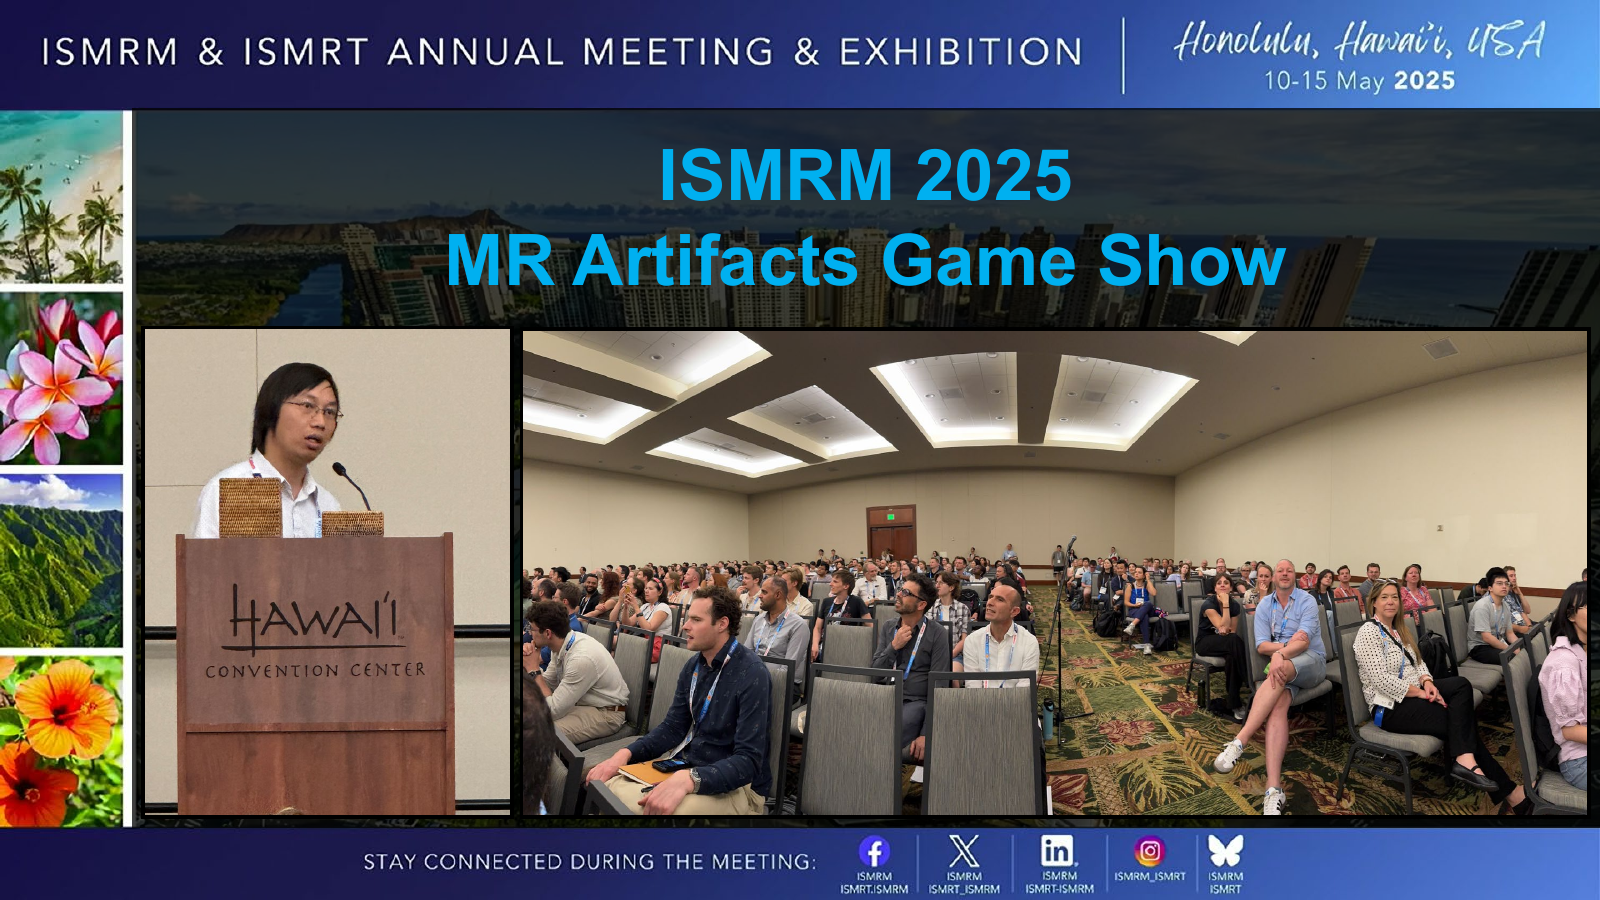 ISMRM & ISMRT ANNUAL MEETING & EXHIBITION
Honolulu, Hawai'i, USA
10-15 May 2025
ISMRM 2025
MR Artifacts Game Show
HAWAI'I
CONVENTION CENTER
STAY CONNECTED DURING THE MEETING:
ISMRM
ISMRT.ISMRM
ISMRM
ISMRT_ISMRM
in
ISMRM
ISMRT-ISMRM
ISMRM_ISMRT
ISMRM
ISMRT